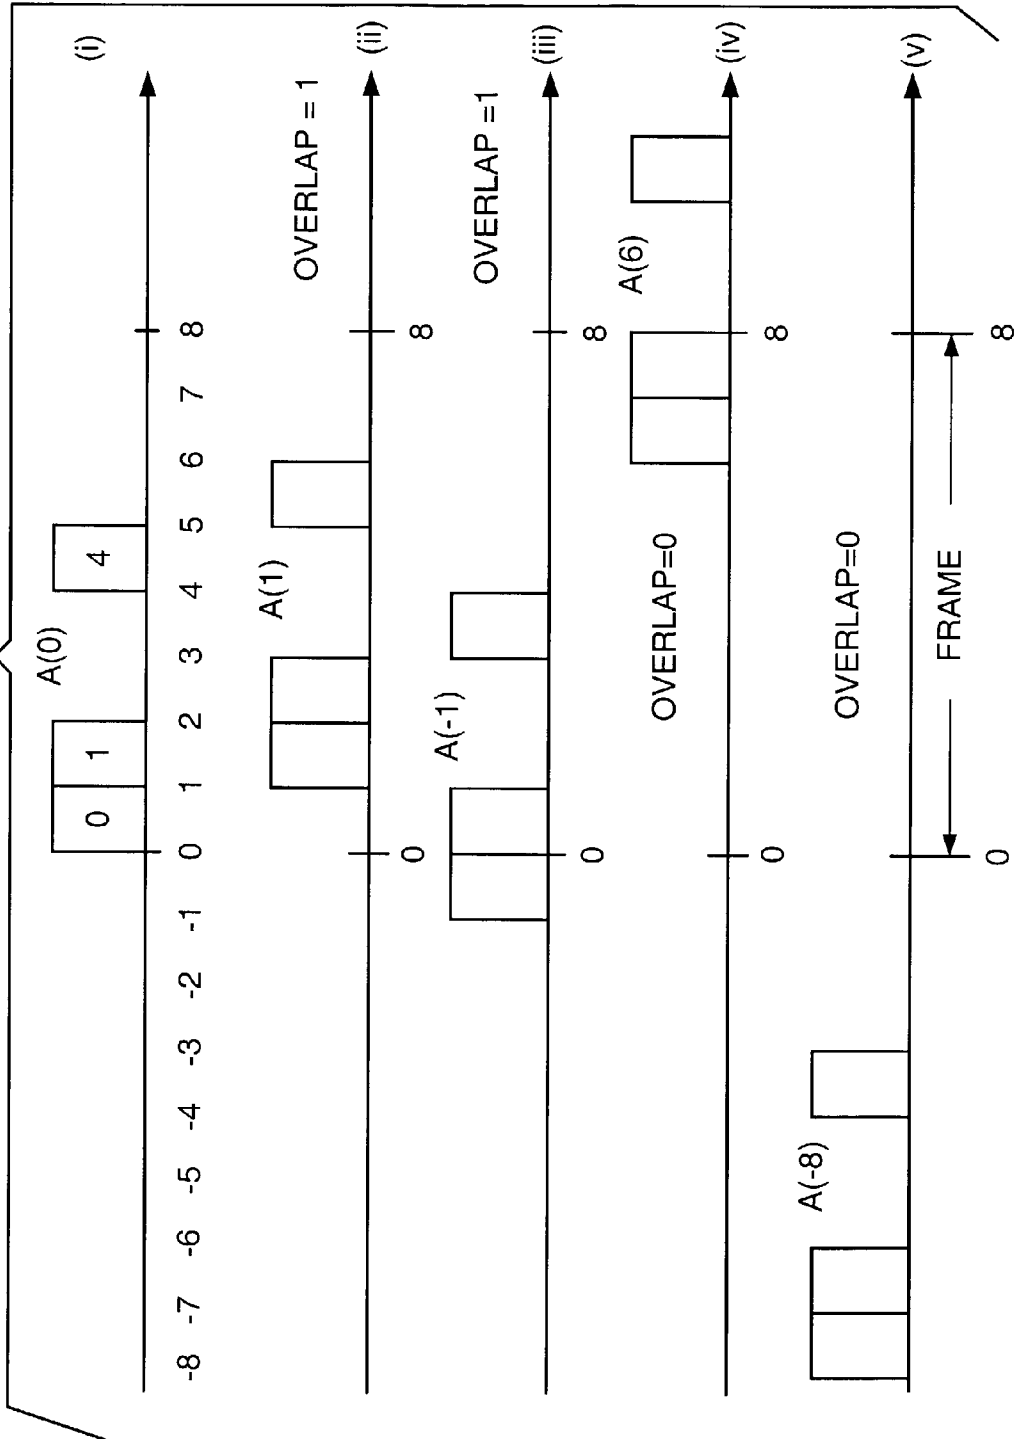 (i)
A(0)
0 1 4
-8 -7 -6 -5 -4 -3 -2 -1 0 1 2 3 4 5 6 7 8
(ii)
OVERLAP = 1
A(1)
0 8
(iii)
OVERLAP =1
A(-1)
0 8
(iv)
A(6)
OVERLAP=0
0 8
(v)
OVERLAP=0
A(-8)
FRAME
0 8